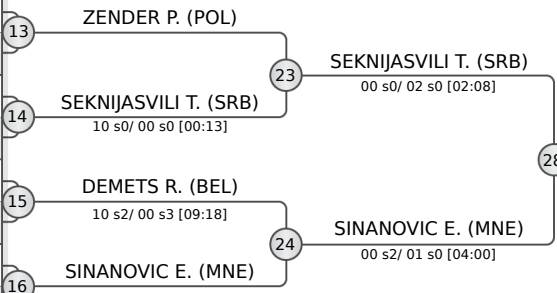 ZENDER P. (POL)
13
23
SEKNIJASVILI T. (SRB)
00 s0/ 02 s0 [02:08]
SEKNIJASVILI T. (SRB)
14
10 s0/ 00 s0 [00:13]
28
DEMETS R. (BEL)
15
10 s2/ 00 s3 [09:18]
24
SINANOVIC E. (MNE)
00 s2/ 01 s0 [04:00]
SINANOVIC E. (MNE)
16